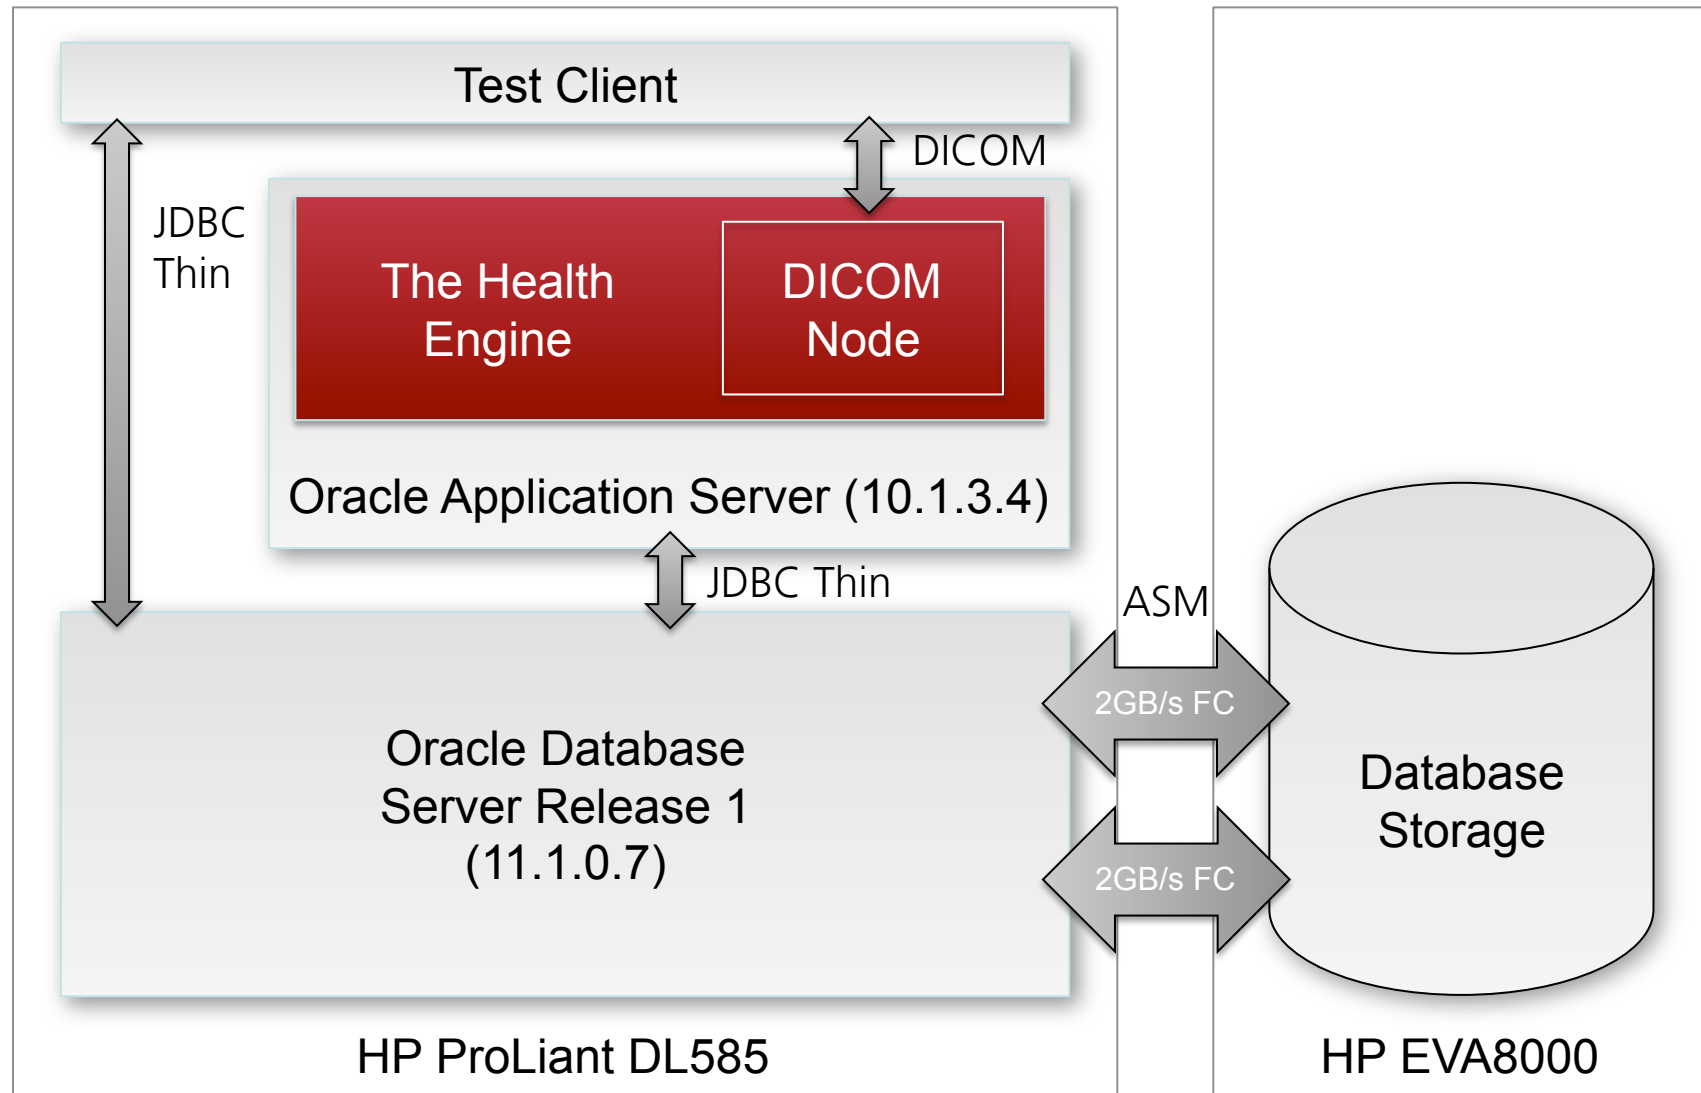 Test Client
DICOM
JDBC
Thin
The Health
Engine
DICOM
Node
Oracle Application Server (10.1.3.4)
JDBC Thin
ASM
2GB/s FC
Oracle Database
Server Release 1
(11.1.0.7)
2GB/s FC
Database
Storage
HP ProLiant DL585
HP EVA8000